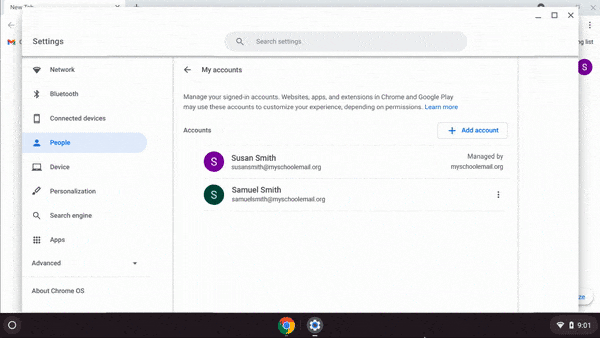 New Tab
Settings
Search settings
Network
Bluetooth
Connected devices
People
Device
Personalization
Search engine
Apps
Advanced
About Chrome OS
My accounts
Manage your signed-in accounts. Websites, apps, and extensions in Chrome and Google Play
may use these accounts to customize your experience, depending on permissions. Learn more
Accounts
Add account
S
Susan Smith
susansmith@myschoolemail.org
Managed by
myschoolemail.org
S
Samuel Smith
samuelsmith@myschoolemail.org
S
9:01